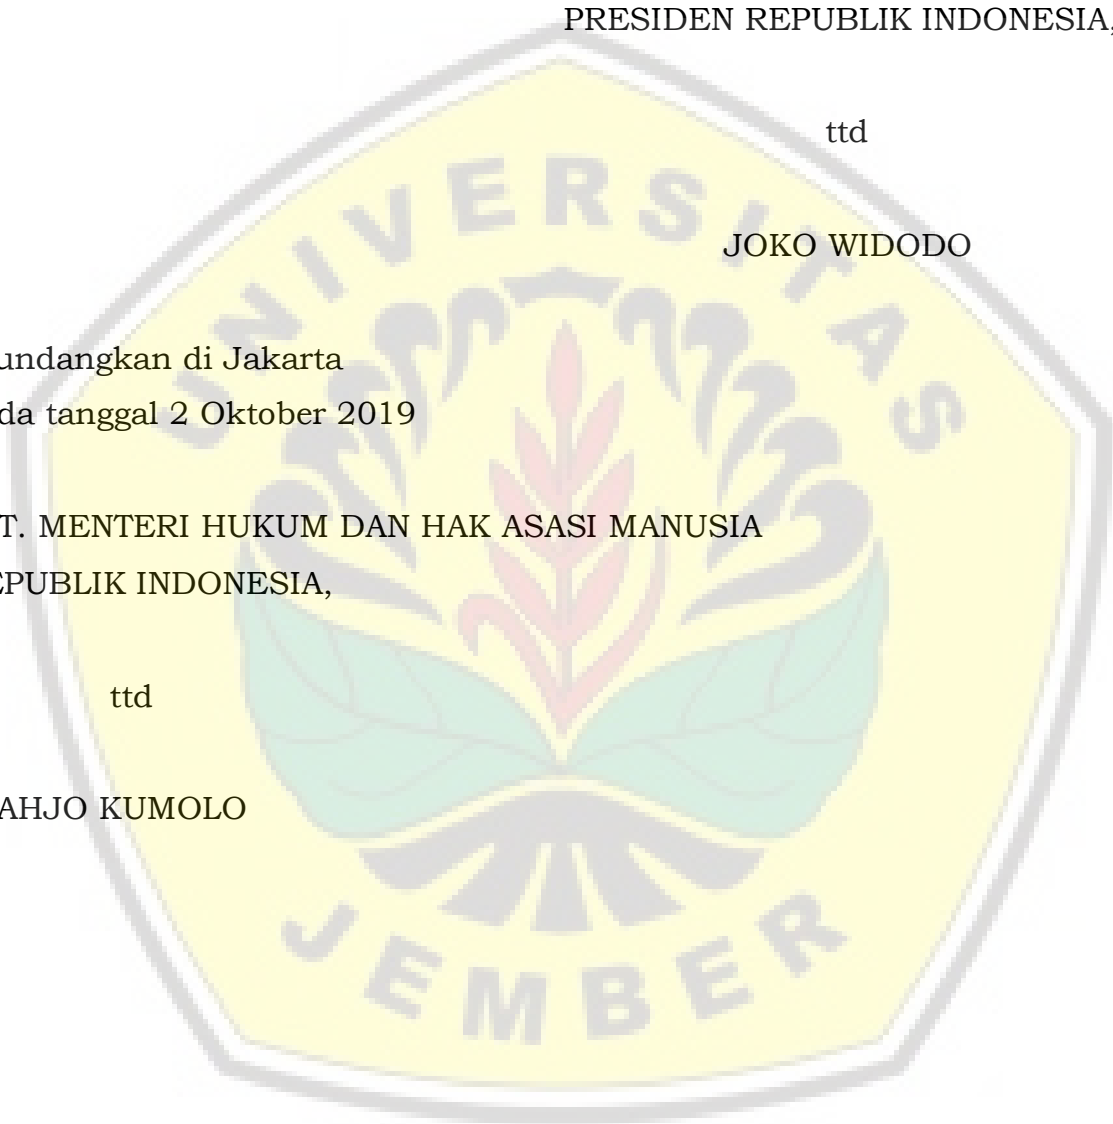 PRESIDEN REPUBLIK INDONESIA,
ttd
JOKO WIDODO
undangkan di Jakarta
da tanggal 2 Oktober 2019
T. MENTERI HUKUM DAN HAK ASASI MANUSIA
EPUBLIK INDONESIA,
ttd
AHJO KUMOLO
UNIVERSITAS
JEMBER